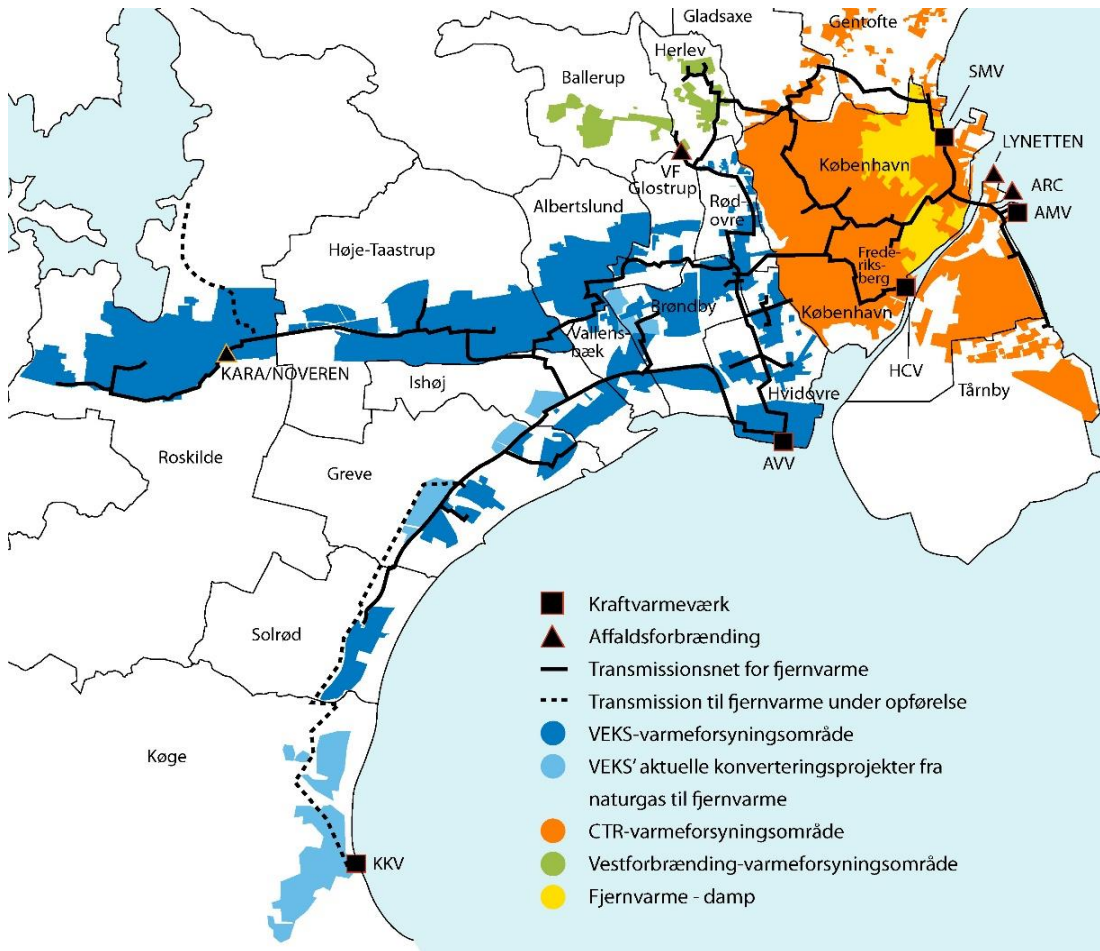 Gladsaxe
Gentofte
Herlev
Ballerup
SMV
LYNETTEN
København
ARC
VF
Glostrup
AMV
Albertslund
Rød-
ovre
Høje-Taastrup
Frede-
riks-
berg
Brøndby
København
Vallens-
bæk
KARA/NOVEREN
HCV
Ishøj
Hvidovre
Tårnby
Roskilde
Greve
AVV
Solrød
Køge
KKV
Kraftvarmeværk
Affaldsforbrænding
Transmissionsnet for fjernvarme
Transmission til fjernvarme under opførelse
VEKS-varmeforsyningsområde
VEKS' aktuelle konverteringsprojekter fra
naturgas til fjernvarme
CTR-varmeforsyningsområde
Vestforbrænding-varmeforsyningsområde
Fjernvarme - damp